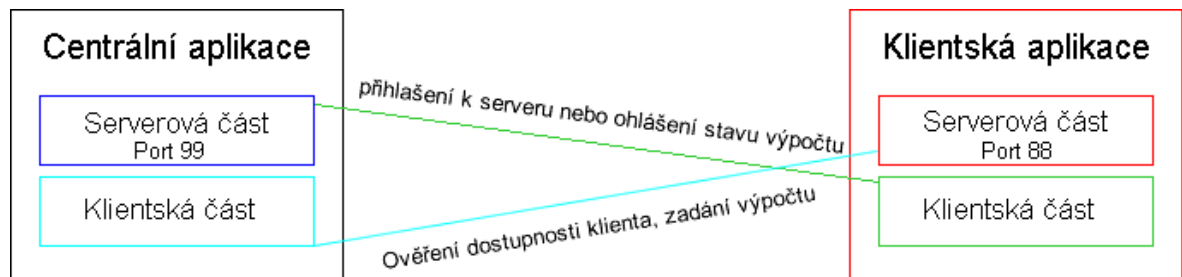 Centrální aplikace
Serverová část
Port 99
Klientská část
přihlašení k serveru nebo ohlášení stavu výpočtu
Ověření dostupnosti klienta, zadání výpočtu
Klientská aplikace
Serverová část
Port 88
Klientská část